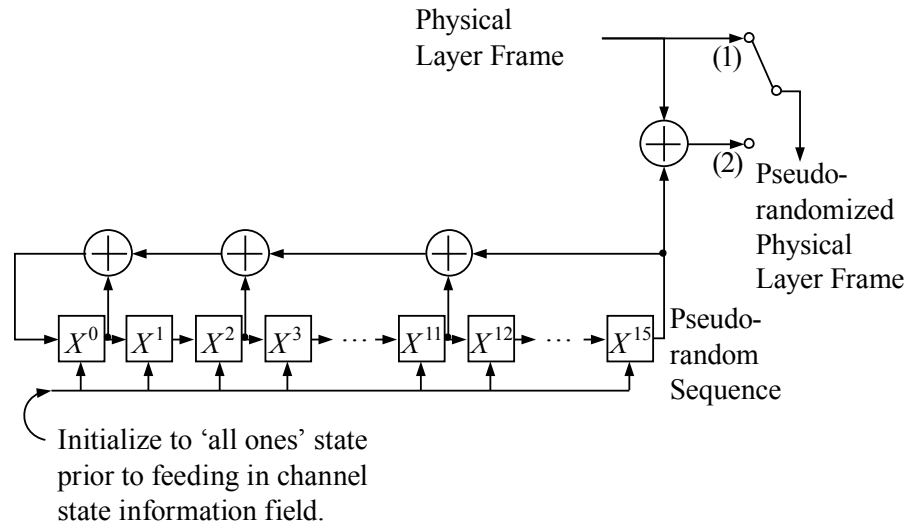 Physical
Layer Frame
(1)
(2)
Pseudo-
randomized
Physical
Layer Frame
X⁰ X¹ X² X³ ... X¹¹ X¹² ... X¹⁵
Pseudo-
random
Sequence
Initialize to ‘all ones’ state
prior to feeding in channel
state information field.